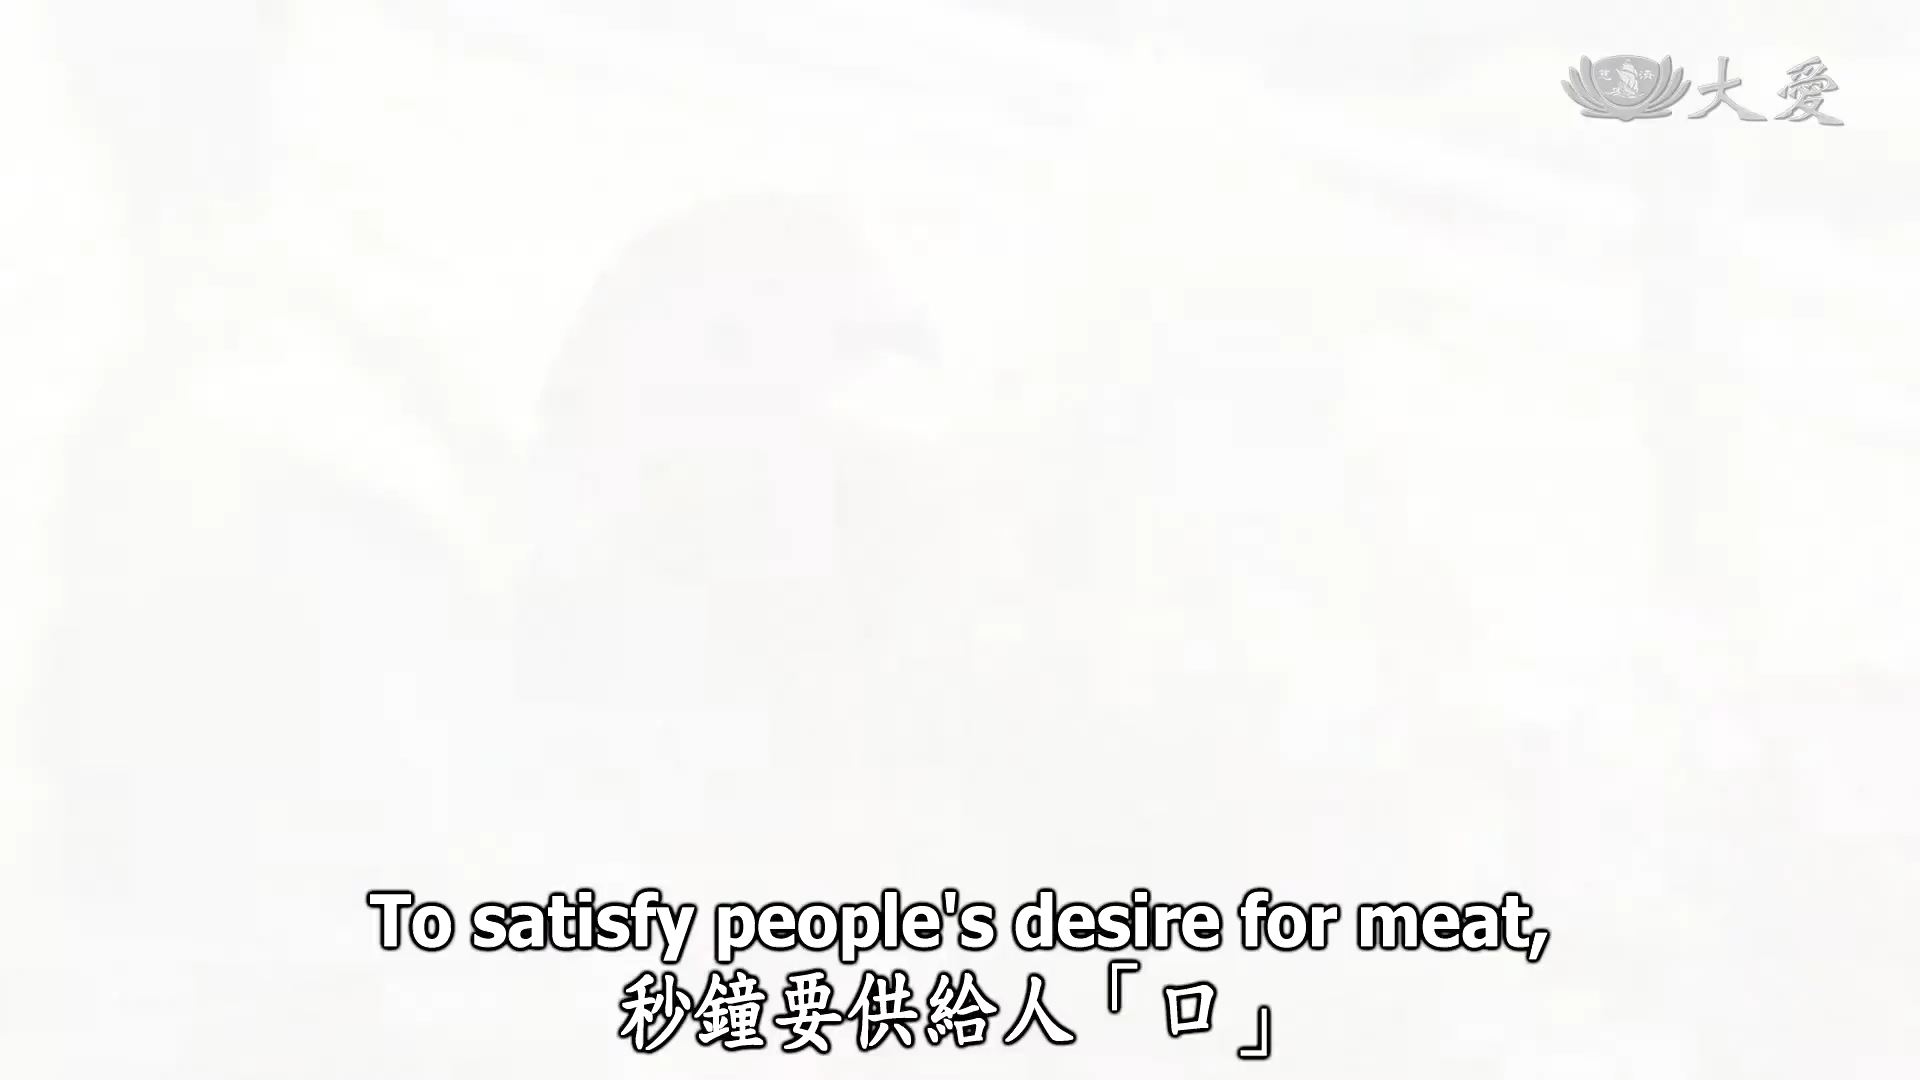 大愛
To satisfy people's desire for meat,
秒鐘要供給人「口」